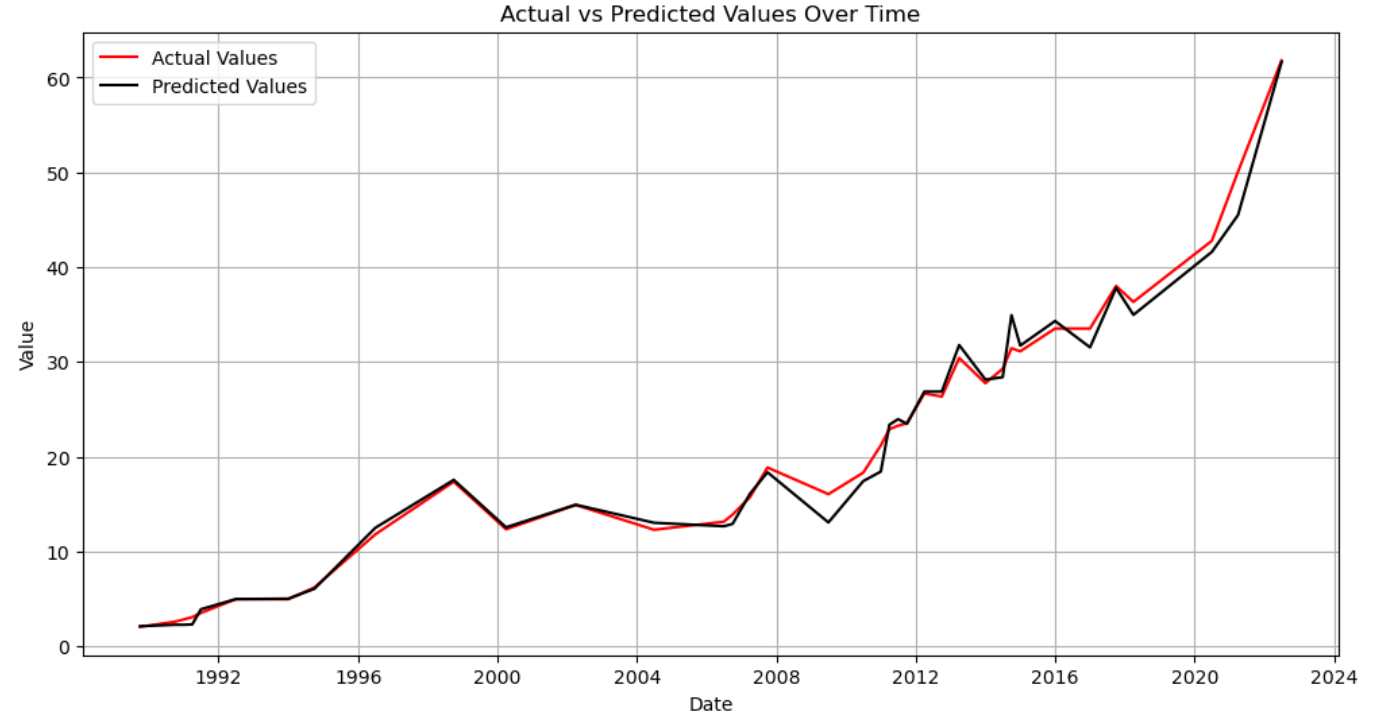 Actual vs Predicted Values Over Time
Actual Values
Predicted Values
Value
60
50
40
30
20
10
0
1992 1996 2000 2004 2008 2012 2016 2020 2024
Date